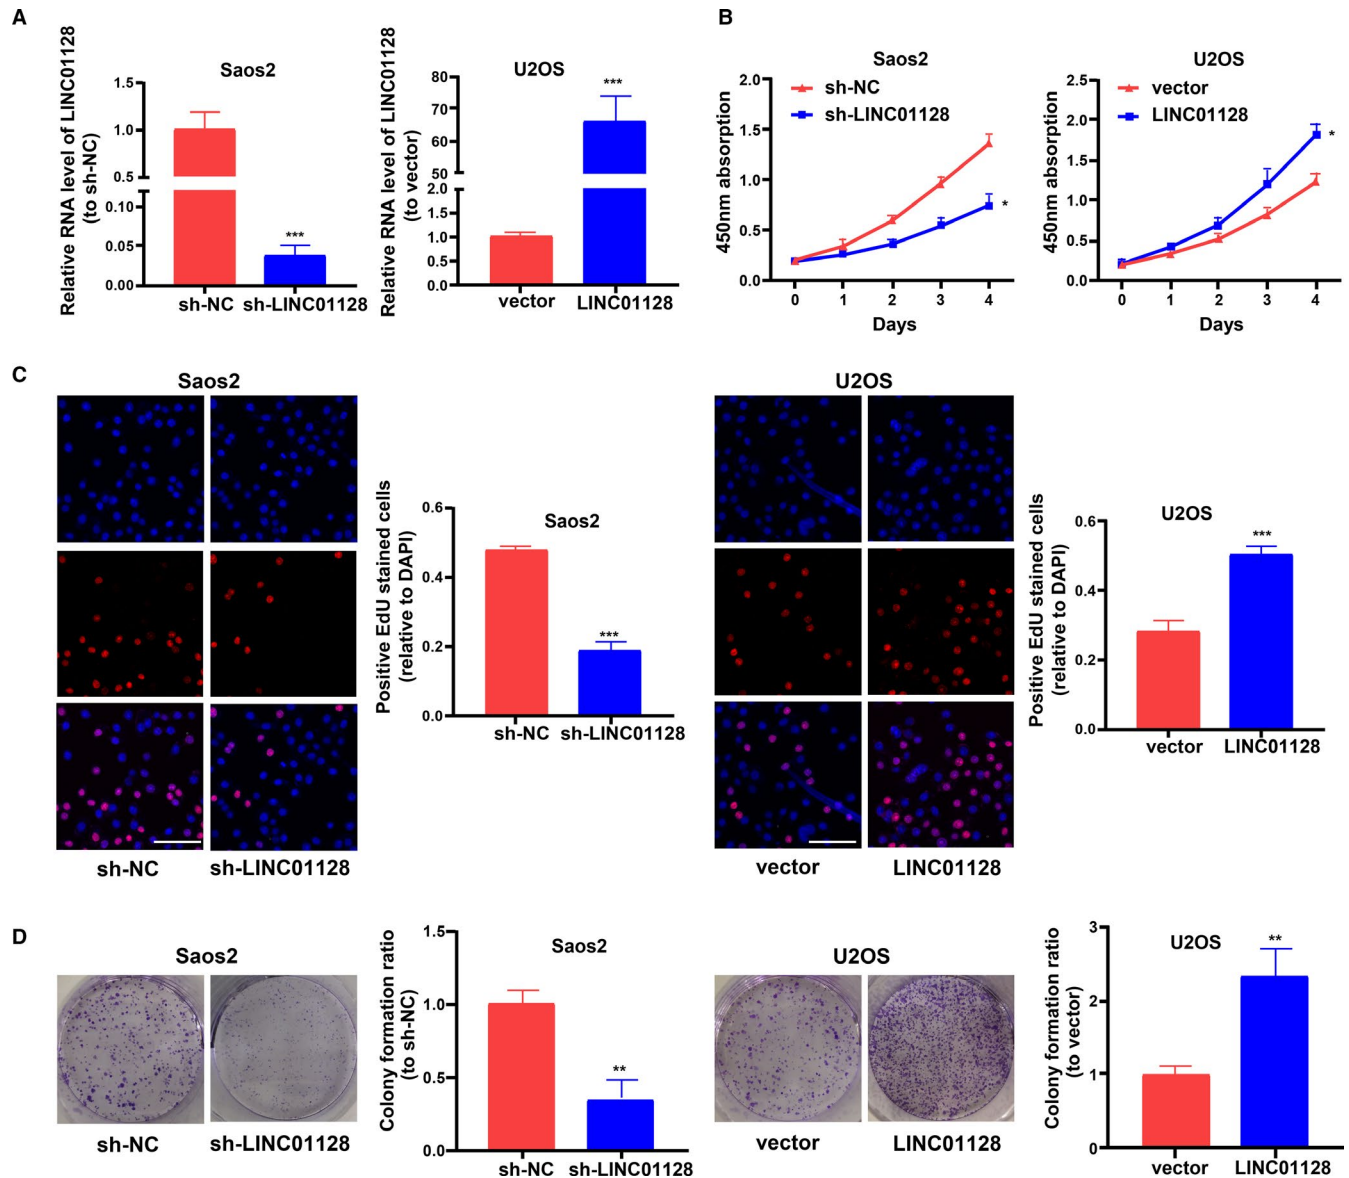 A
Relative RNA level of LINC01128
(to sh-NC)
Saos2
1.5
1.0
0.5
0.10
0.05
0.00
***
sh-NC
sh-LINC01128
Relative RNA level of LINC01128
(to vector)
U2OS
80
70
60
50
2.0
1.5
1.0
0.5
0.0
***
vector
LINC01128
B
450nm absorption
Saos2
sh-NC
sh-LINC01128
2.0
1.5
1.0
0.5
0.0
*
0 1 2 3 4
Days
450nm absorption
U2OS
vector
LINC01128
2.5
2.0
1.5
1.0
0.5
0.0
*
0 1 2 3 4
Days
C
Saos2
sh-NC
sh-LINC01128
Positive EdU stained cells
(relative to DAPI)
Saos2
0.6
0.4
0.2
0.0
***
sh-NC
sh-LINC01128
U2OS
vector
LINC01128
Positive EdU stained cells
(relative to DAPI)
U2OS
0.6
0.4
0.2
0.0
***
vector
LINC01128
D
Saos2
sh-NC
sh-LINC01128
Colony formation ratio
(to sh-NC)
Saos2
1.5
1.0
0.5
0.0
**
sh-NC
sh-LINC01128
U2OS
vector
LINC01128
Colony formation ratio
(to vector)
U2OS
3
2
1
0
**
vector
LINC01128